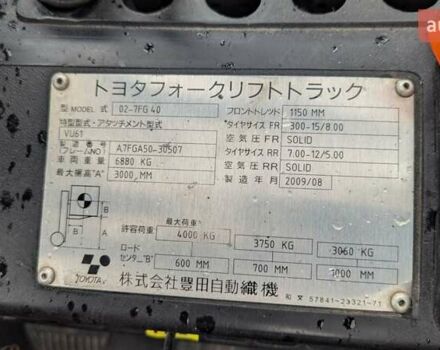 トヨタフォークリフトトラック
型 MODEL 式 02-7FG 40
フロントトレッド 1150 MM
特型型式・アタッチメント型式
タイヤサイズ FR 300-15/8.00
VU61
空気圧 FR SOLID
製造番号
(フレームNO) A7FGA50-30507
タイヤサイズ RR 7.00-12/5.00
車両重量 6880 KG
空気圧 RR SOLID
最大揚高"A" 3000,MM
製造年月 2009/08
B
B A
最大荷重
許容荷重 4000 KG 3750 KG 3060 KG
ロード
センタ "B" 600 MM 700 MM 1000 MM
TOYOTA
株式会社豊田自動織機
和文 57841-23321-71